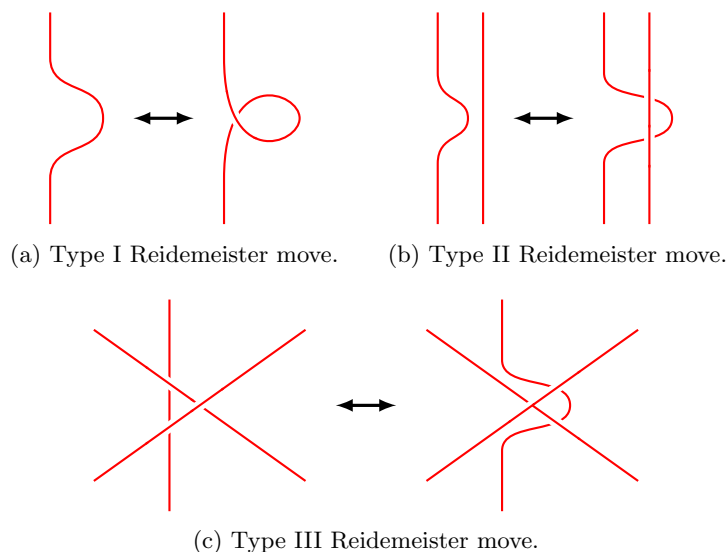 (a) Type I Reidemeister move.
(b) Type II Reidemeister move.
(c) Type III Reidemeister move.